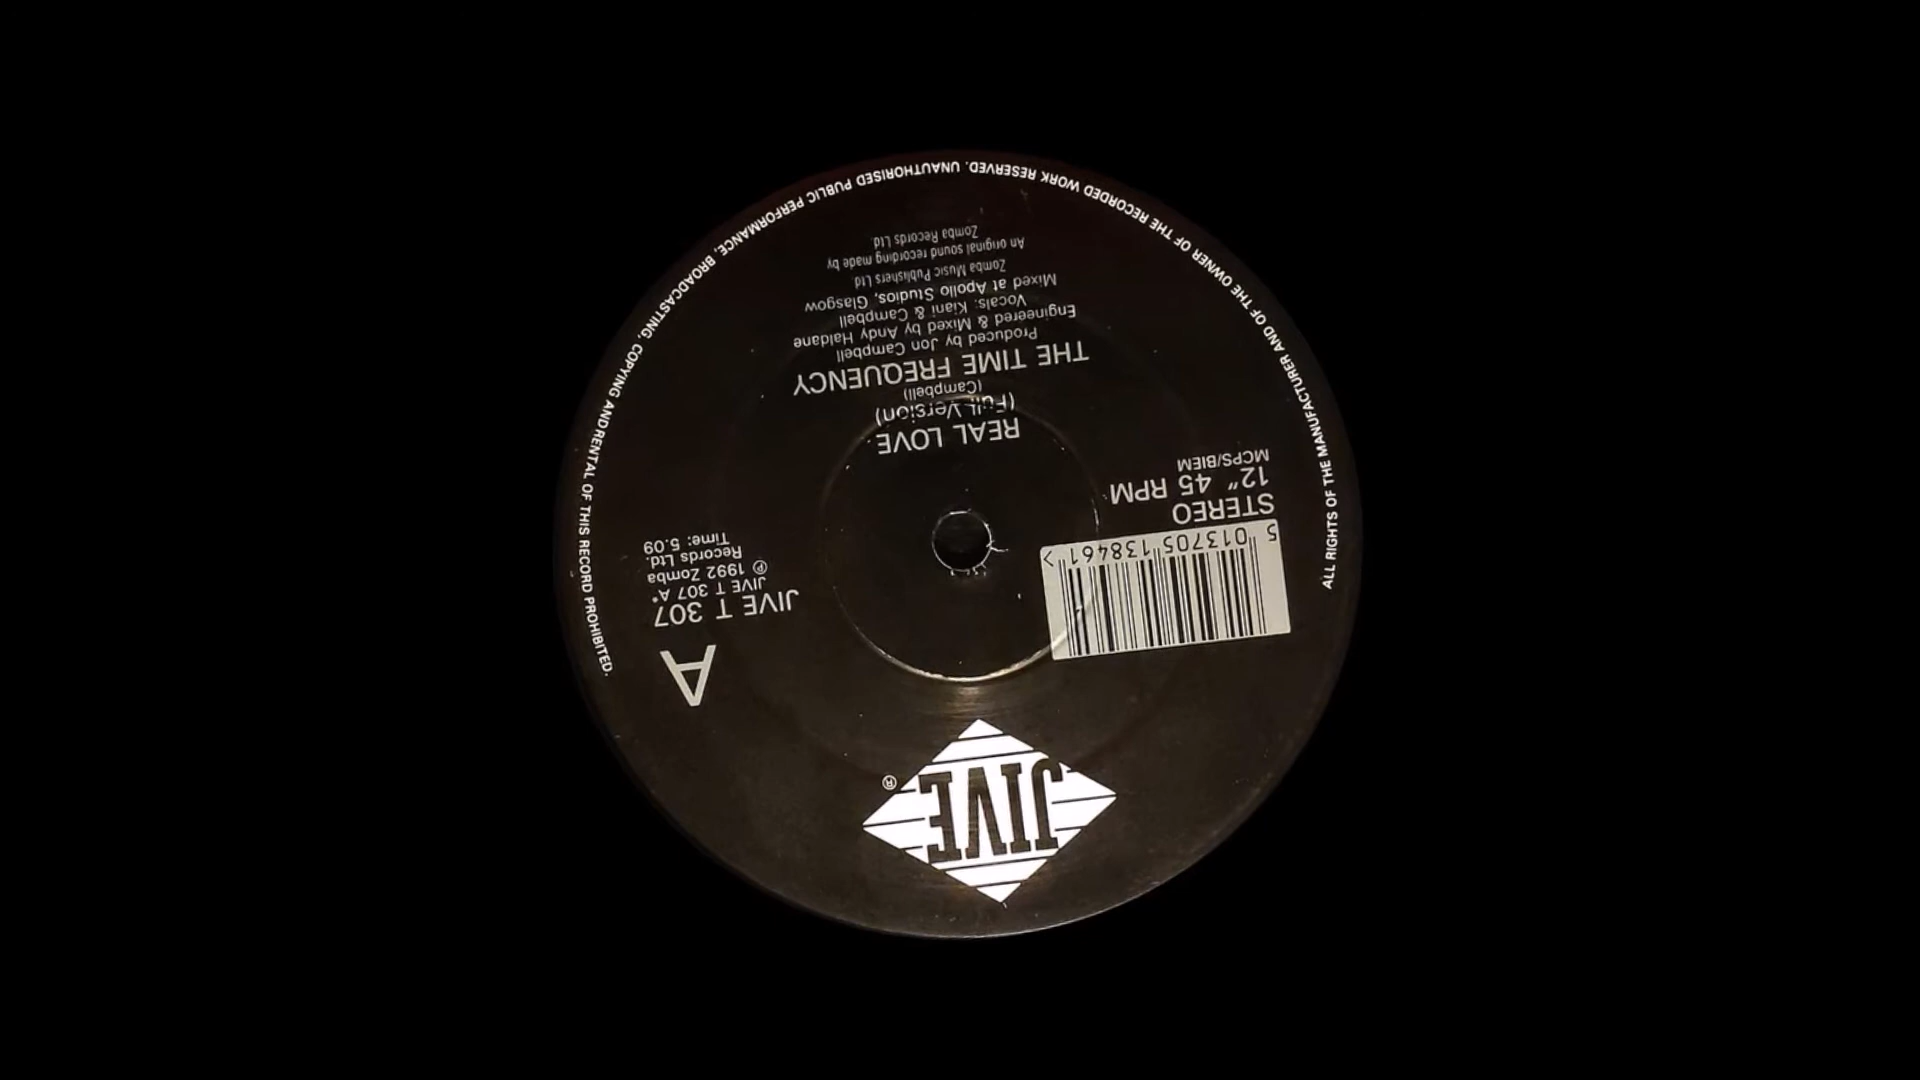 JIVE
®
A
JIVE T 307
JIVE T 307 A*
℗ 1992 Zomba
Records Ltd.
Time: 5.09
5 013705 138461 >
STEREO
12" 45 RPM
MCPS/BIEM
REAL LOVE
(Full Version)
(Campbell)
THE TIME FREQUENCY
Produced by Jon Campbell
Engineered & Mixed by Andy Haldane
Vocals: Kiani & Campbell
Mixed at Apollo Studios, Glasgow
Zomba Music Publishers Ltd.
An original sound recording made by
Zomba Records Ltd.
ALL RIGHTS OF THE MANUFACTURER AND OF THE OWNER OF THE RECORDED WORK RESERVED. UNAUTHORISED PUBLIC PERFORMANCE, BROADCASTING, COPYING AND RENTAL OF THIS RECORD PROHIBITED.